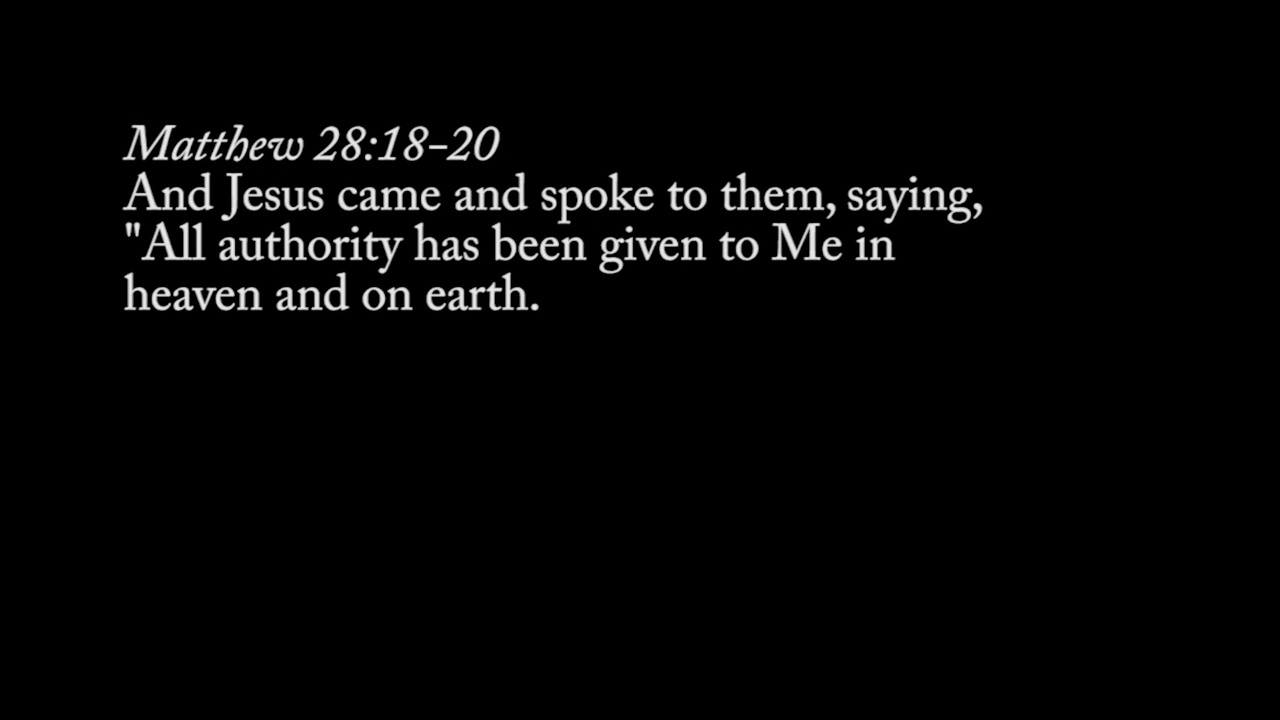 Matthew 28:18-20
And Jesus came and spoke to them, saying,
"All authority has been given to Me in
heaven and on earth.